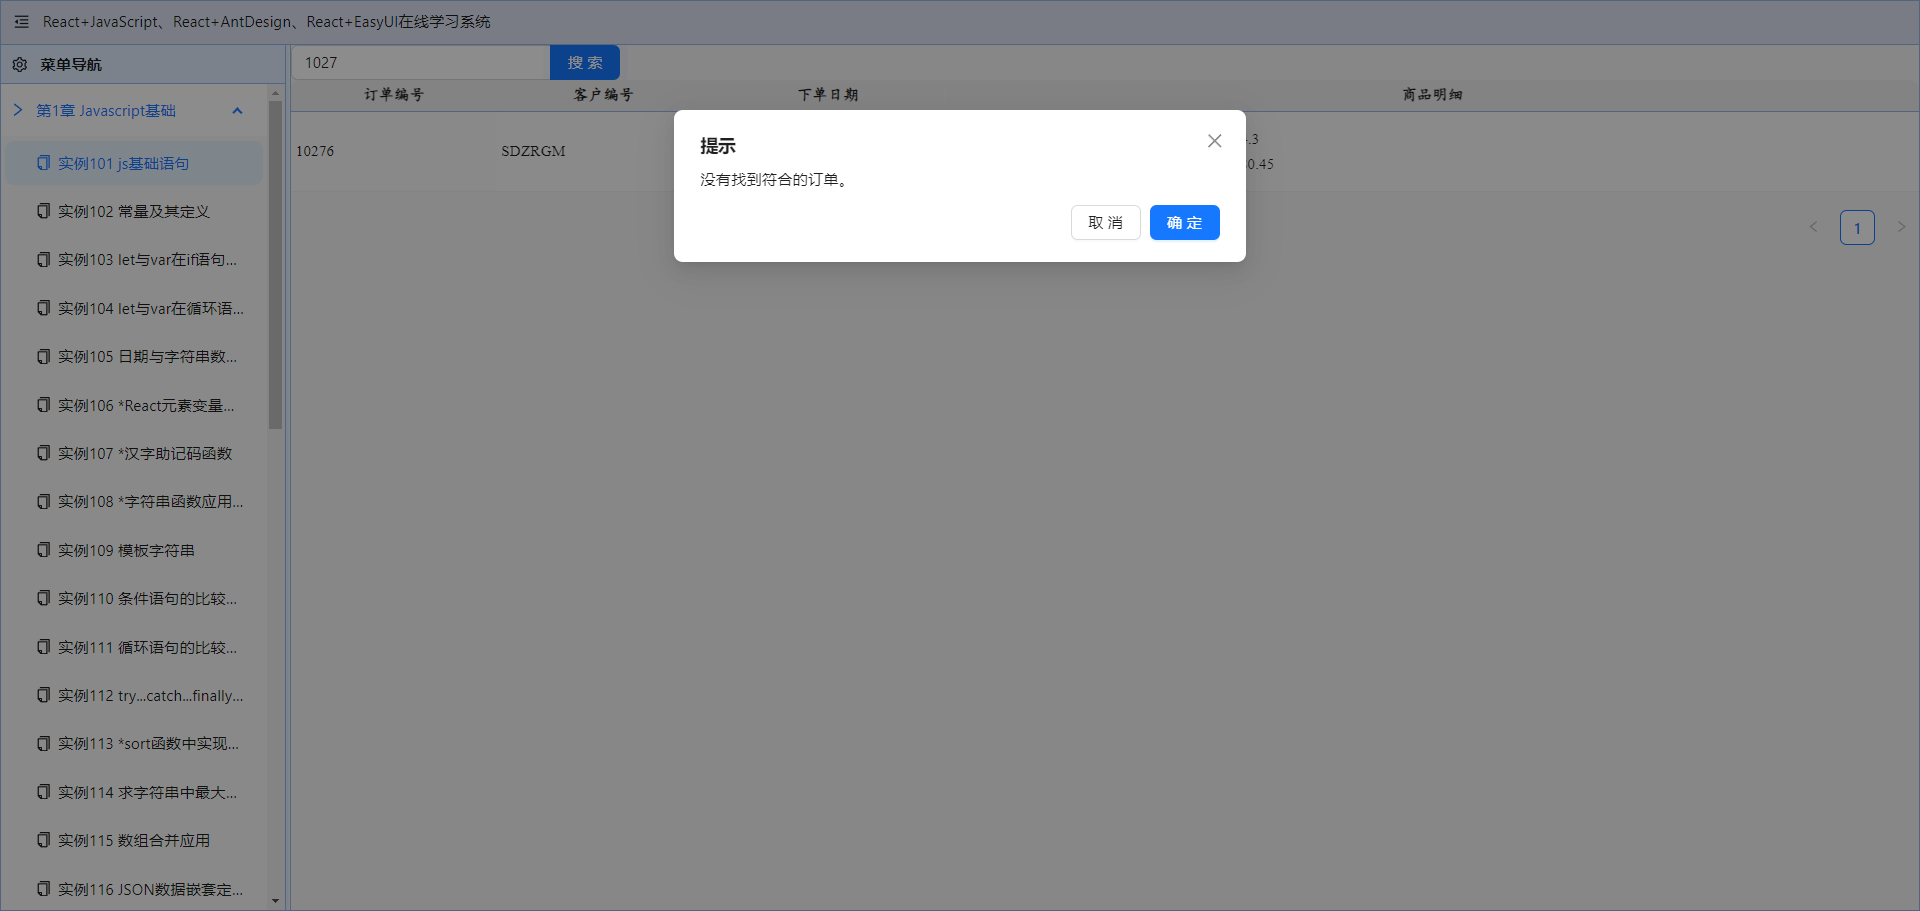 React+JavaScript、React+AntDesign、React+EasyUI在线学习系统
菜单导航
第1章 Javascript基础
实例101 js基础语句
实例102 常量及其定义
实例103 let与var在if语句...
实例104 let与var在循环语...
实例105 日期与字符串数...
实例106 *React元素变量...
实例107 *汉字助记码函数
实例108 *字符串函数应用...
实例109 模板字符串
实例110 条件语句的比较...
实例111 循环语句的比较...
实例112 try...catch...finally...
实例113 *sort函数中实现...
实例114 求字符串中最大...
实例115 数组合并应用
实例116 JSON数据嵌套定...
1027 搜 索
订单编号 客户编号 下单日期 商品明细
10276 SDZRGM
.3
0.45
1
提示
没有找到符合的订单。
取 消 确 定